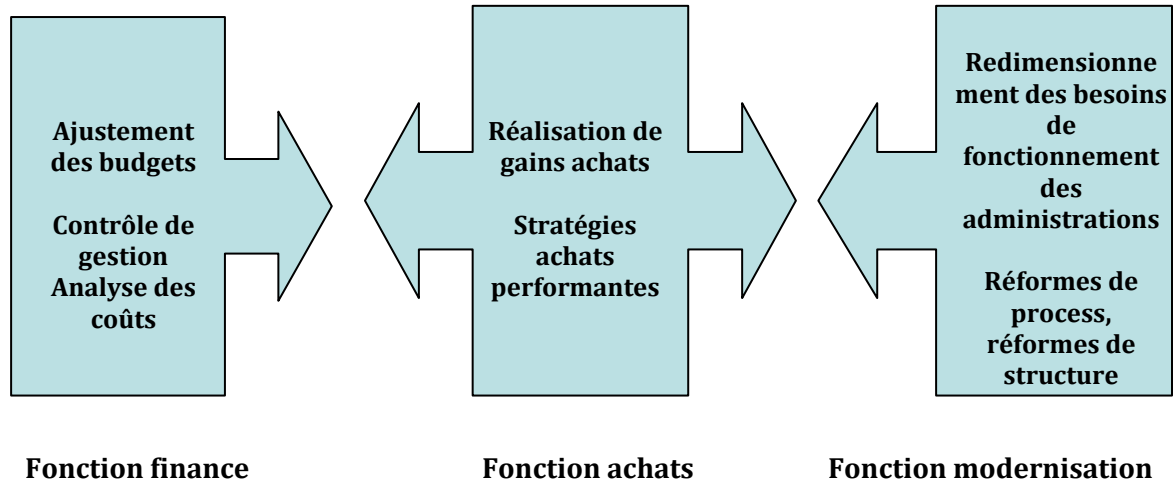 Ajustement
des budgets
Contrôle de
gestion
Analyse des
coûts
Réalisation de
gains achats
Stratégies
achats
performantes
Redimensionne
ment des besoins
de
fonctionnement
des
administrations
Réformes de
process,
réformes de
structure
Fonction finance
Fonction achats
Fonction modernisation